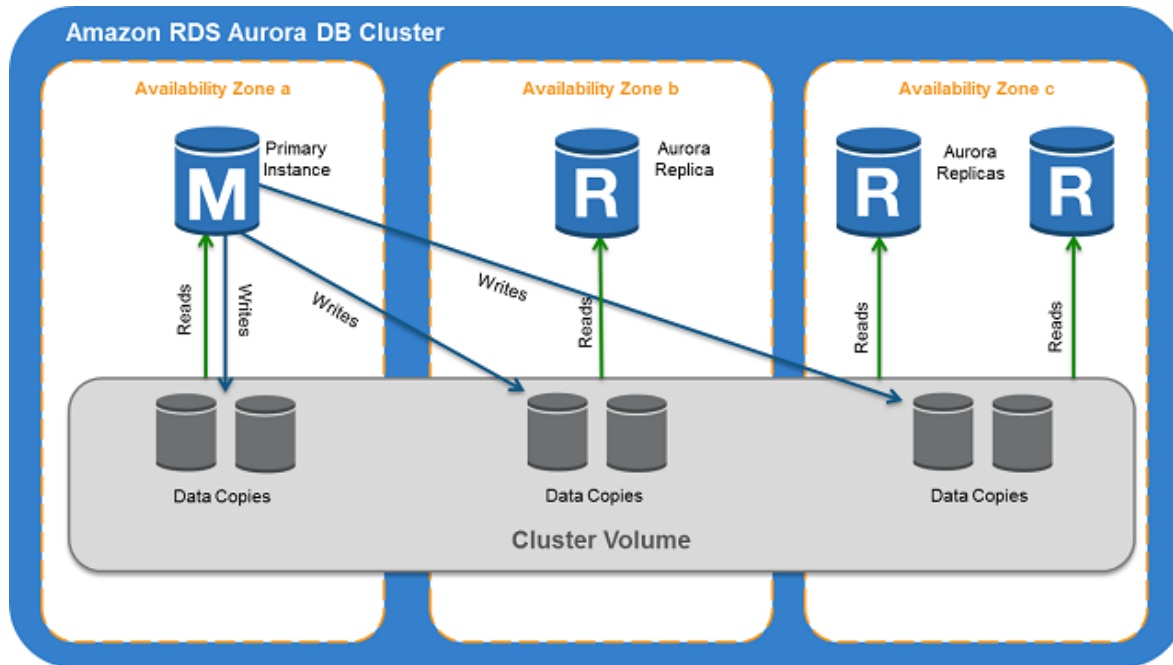 Amazon RDS Aurora DB Cluster
Availability Zone a
Availability Zone b
Availability Zone c
Primary
Instance
M
Aurora
Replica
R
Aurora
Replicas
R
R
Reads
Writes
Writes
Writes
Reads
Reads
Reads
Data Copies
Data Copies
Data Copies
Cluster Volume